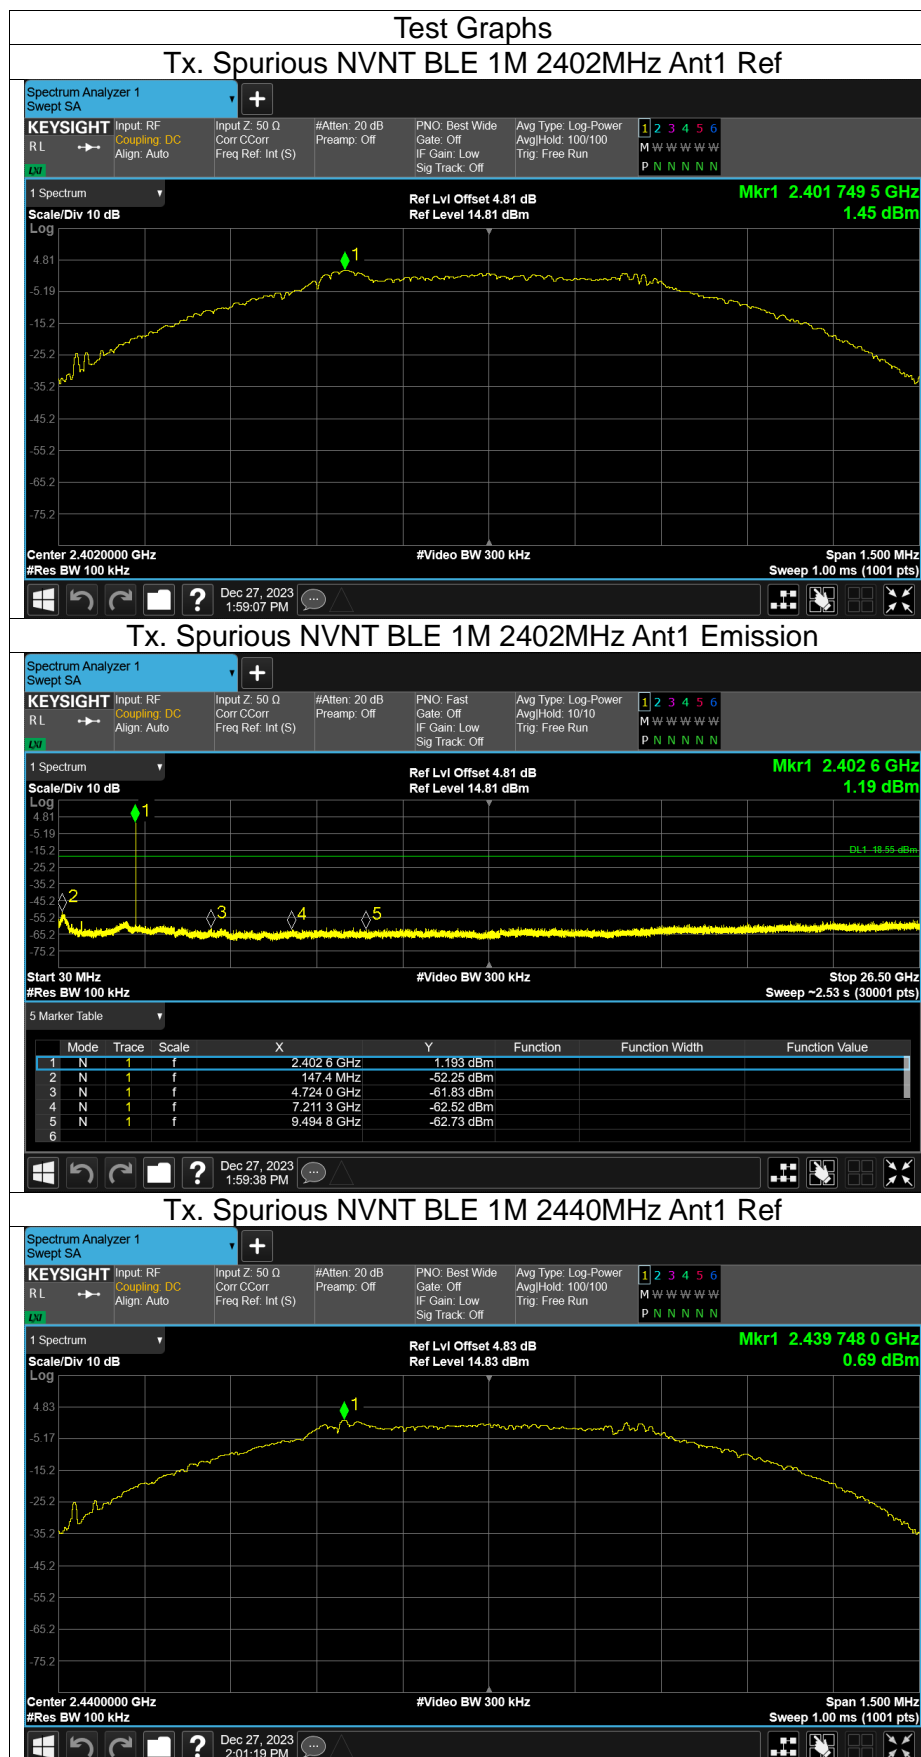 Test Graphs
Tx. Spurious NVNT BLE 1M 2402MHz Ant1 Ref
Spectrum Analyzer 1
Swept SA
KEYSIGHT
RL
LXI
Input: RF
Coupling: DC
Align: Auto
Input Z: 50 Ω
Corr CCorr
Freq Ref: Int (S)
#Atten: 20 dB
Preamp: Off
PNO: Best Wide
Gate: Off
IF Gain: Low
Sig Track: Off
Avg Type: Log-Power
Avg|Hold: 100/100
Trig: Free Run
1 2 3 4 5 6
M W W W W W
P N N N N N
1 Spectrum
Scale/Div 10 dB
Ref Lvl Offset 4.81 dB
Ref Level 14.81 dBm
Mkr1 2.401 749 5 GHz
1.45 dBm
Log
4.81
-5.19
-15.2
-25.2
-35.2
-45.2
-55.2
-65.2
-75.2
1
Center 2.4020000 GHz
#Res BW 100 kHz
#Video BW 300 kHz
Span 1.500 MHz
Sweep 1.00 ms (1001 pts)
Dec 27, 2023
1:59:07 PM
Tx. Spurious NVNT BLE 1M 2402MHz Ant1 Emission
Spectrum Analyzer 1
Swept SA
KEYSIGHT
RL
LXI
Input: RF
Coupling: DC
Align: Auto
Input Z: 50 Ω
Corr CCorr
Freq Ref: Int (S)
#Atten: 20 dB
Preamp: Off
PNO: Fast
Gate: Off
IF Gain: Low
Sig Track: Off
Avg Type: Log-Power
Avg|Hold: 10/10
Trig: Free Run
1 2 3 4 5 6
M W W W W W
P N N N N N
1 Spectrum
Scale/Div 10 dB
Ref Lvl Offset 4.81 dB
Ref Level 14.81 dBm
Mkr1 2.402 6 GHz
1.19 dBm
Log
4.81
-5.19
-15.2
-25.2
-35.2
-45.2
-55.2
-65.2
-75.2
1
2
3
4
5
DL1 -18.55 dBm
Start 30 MHz
#Res BW 100 kHz
#Video BW 300 kHz
Stop 26.50 GHz
Sweep ~2.53 s (30001 pts)
5 Marker Table
Mode Trace Scale X Y Function Function Width Function Value
1 N 1 f 2.402 6 GHz 1.193 dBm
2 N 1 f 147.4 MHz -52.25 dBm
3 N 1 f 4.724 0 GHz -61.83 dBm
4 N 1 f 7.211 3 GHz -62.52 dBm
5 N 1 f 9.494 8 GHz -62.73 dBm
6
Dec 27, 2023
1:59:38 PM
Tx. Spurious NVNT BLE 1M 2440MHz Ant1 Ref
Spectrum Analyzer 1
Swept SA
KEYSIGHT
RL
LXI
Input: RF
Coupling: DC
Align: Auto
Input Z: 50 Ω
Corr CCorr
Freq Ref: Int (S)
#Atten: 20 dB
Preamp: Off
PNO: Best Wide
Gate: Off
IF Gain: Low
Sig Track: Off
Avg Type: Log-Power
Avg|Hold: 100/100
Trig: Free Run
1 2 3 4 5 6
M W W W W W
P N N N N N
1 Spectrum
Scale/Div 10 dB
Ref Lvl Offset 4.83 dB
Ref Level 14.83 dBm
Mkr1 2.439 748 0 GHz
0.69 dBm
Log
4.83
-5.17
-15.2
-25.2
-35.2
-45.2
-55.2
-65.2
-75.2
1
Center 2.4400000 GHz
#Res BW 100 kHz
#Video BW 300 kHz
Span 1.500 MHz
Sweep 1.00 ms (1001 pts)
Dec 27, 2023
2:01:19 PM